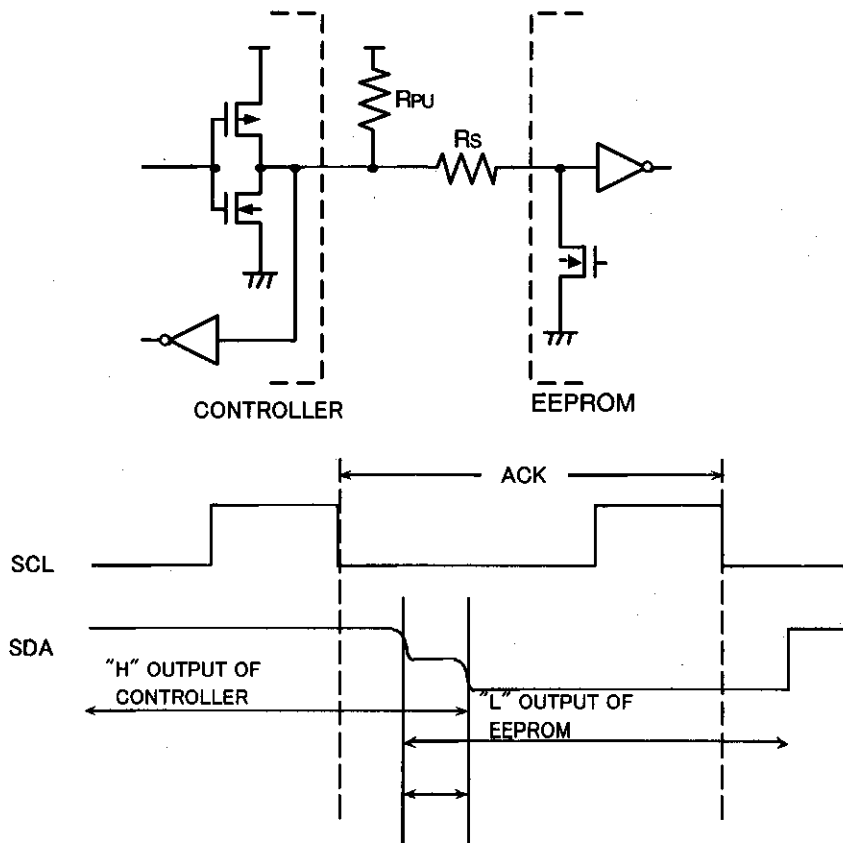 RPU
RS
CONTROLLER
EEPROM
ACK
SCL
SDA
"H" OUTPUT OF
CONTROLLER
"L" OUTPUT OF
EEPROM